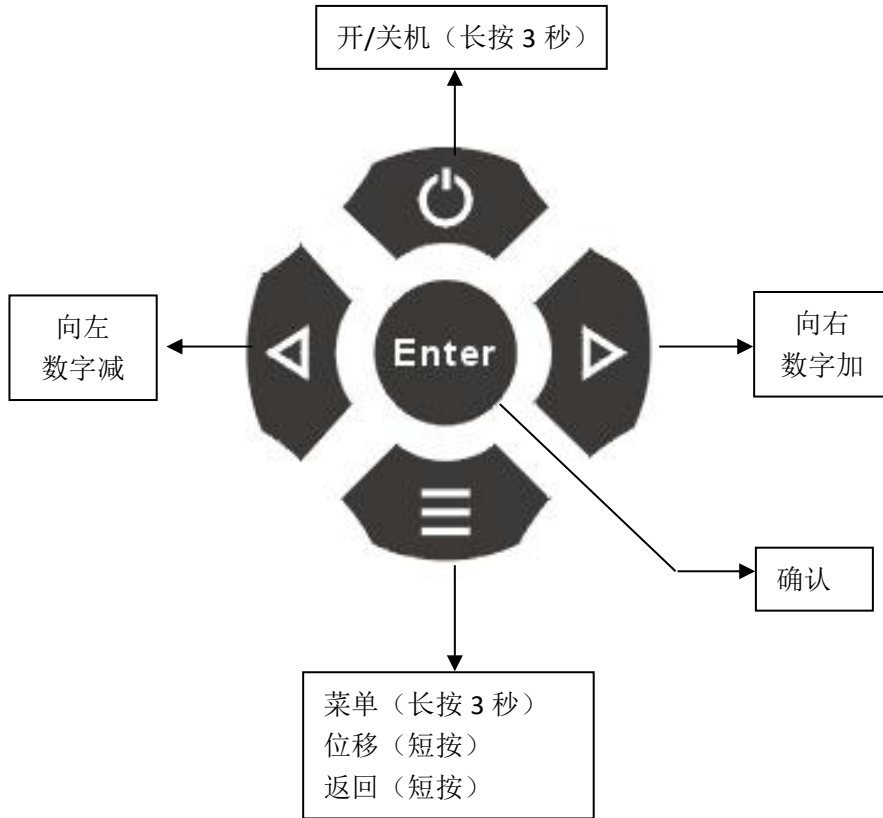 开/关机（长按 3 秒）
向左
数字减
Enter
向右
数字加
确认
菜单（长按 3 秒）
位移（短按）
返回（短按）